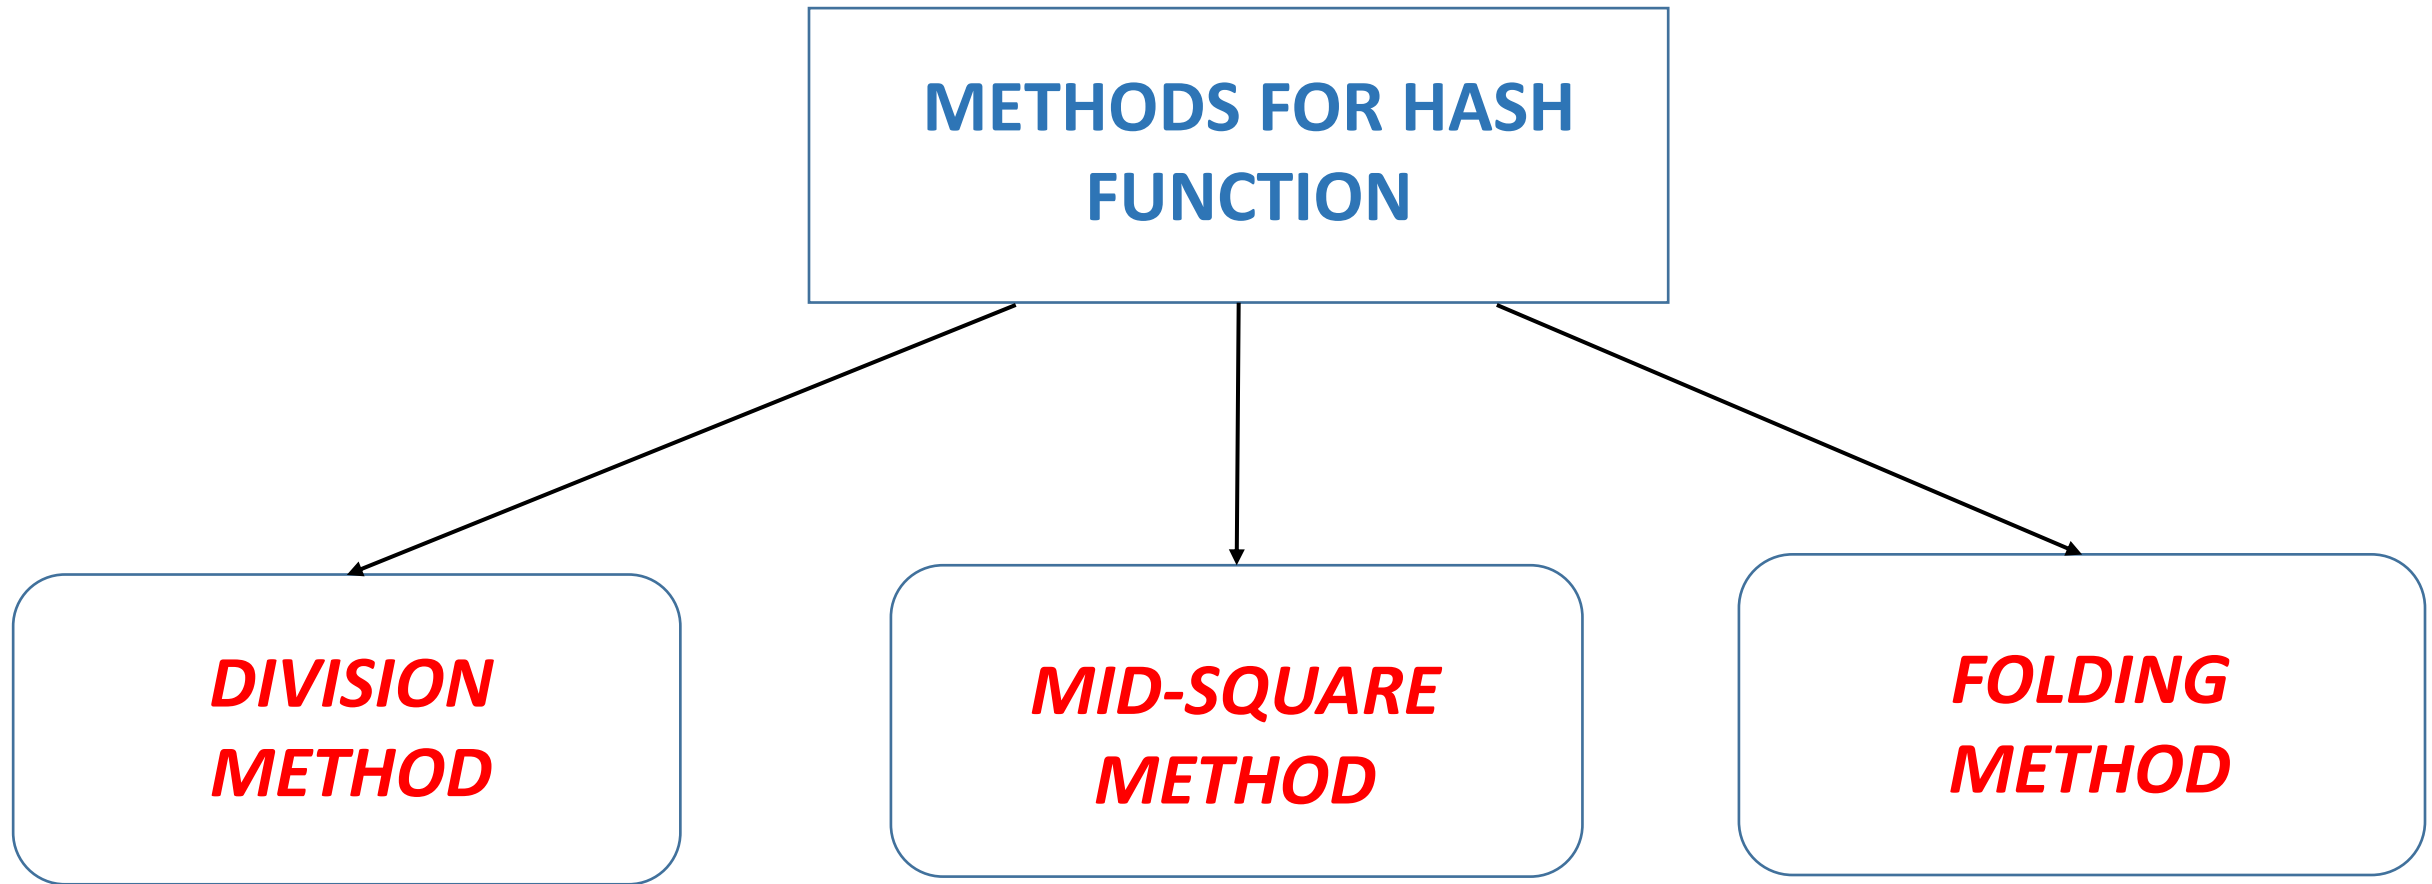 METHODS FOR HASH
FUNCTION
DIVISION
METHOD
MID-SQUARE
METHOD
FOLDING
METHOD